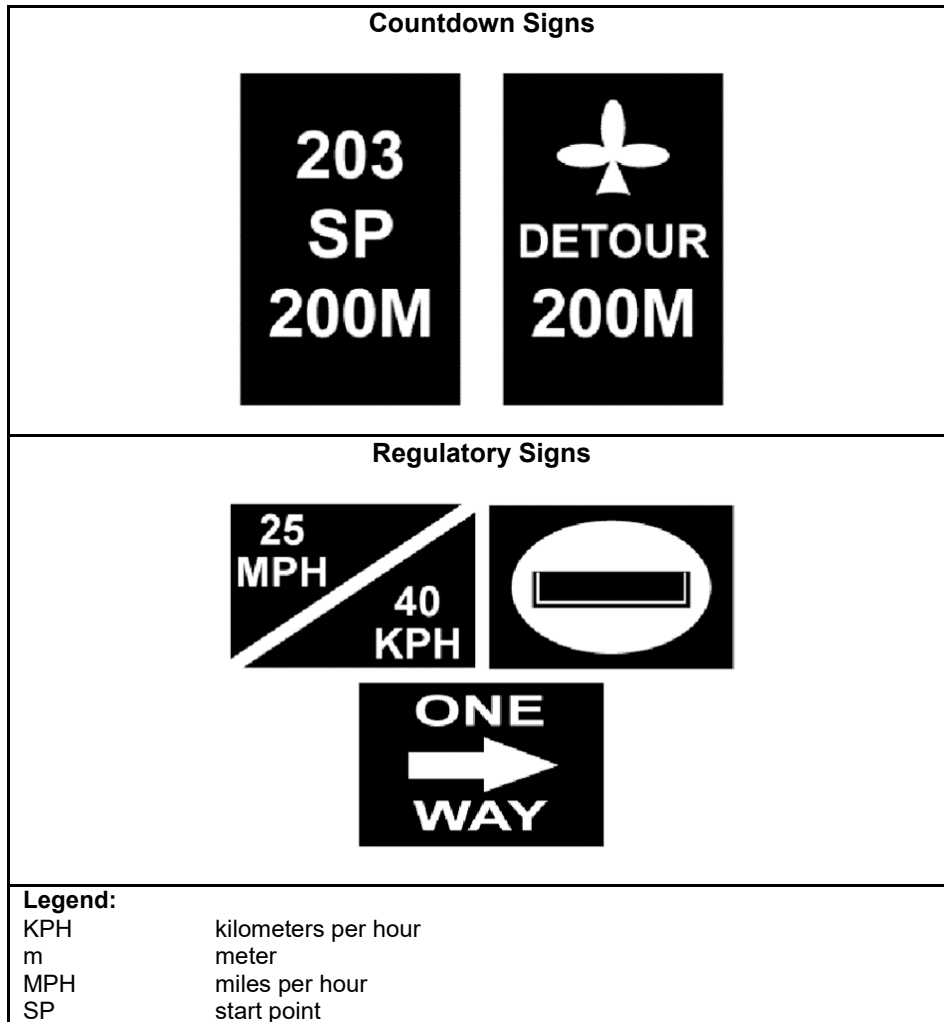 Countdown Signs
203
SP
200M
DETOUR
200M
Regulatory Signs
25
MPH
40
KPH
ONE
WAY
Legend:
KPH kilometers per hour
m meter
MPH miles per hour
SP start point